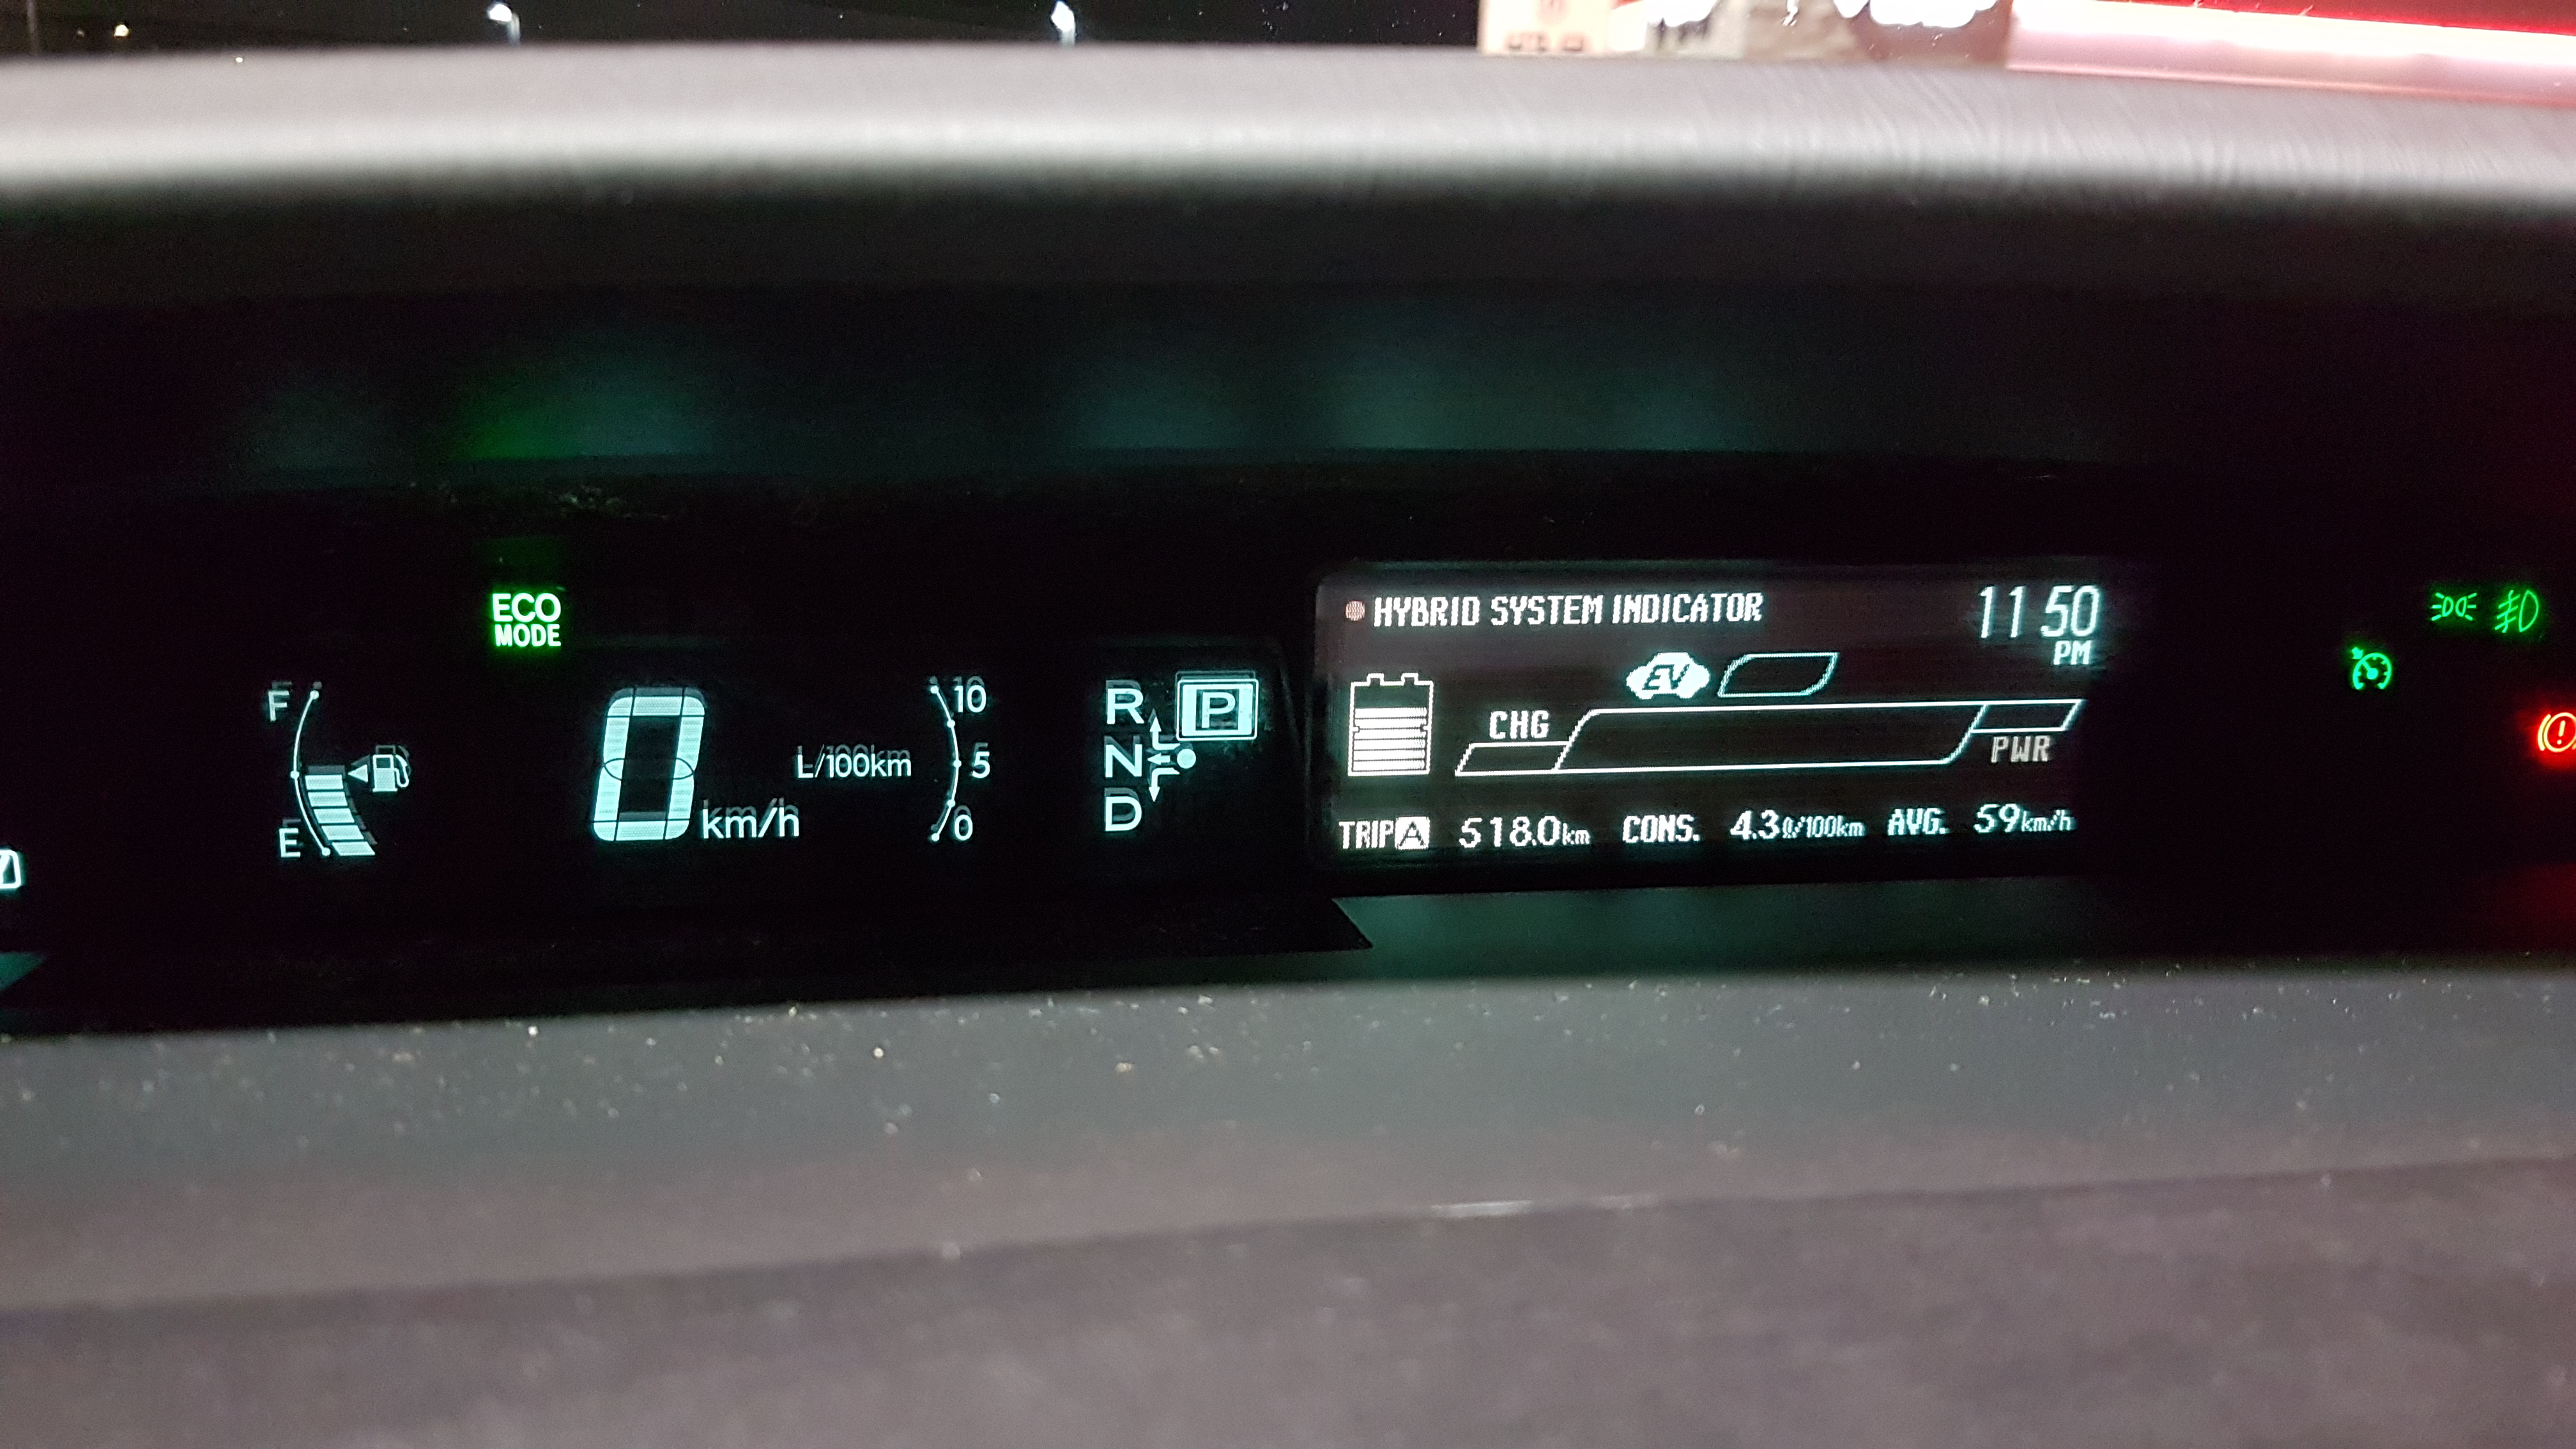 ECO
MODE
F
E
0
km/h
L/100km
10
5
0
R
N
D
P
HYBRID SYSTEM INDICATOR
11 50
PM
EV
CHG
PWR
TRIP A 518.0km CONS. 4.3ℓ/100km AVG. 59km/h